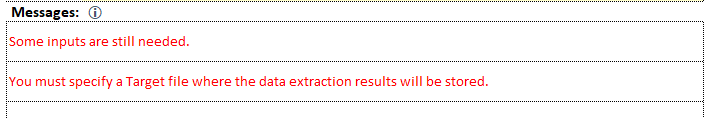 Messages: ⓘ
Some inputs are still needed.
You must specify a Target file where the data extraction results will be stored.